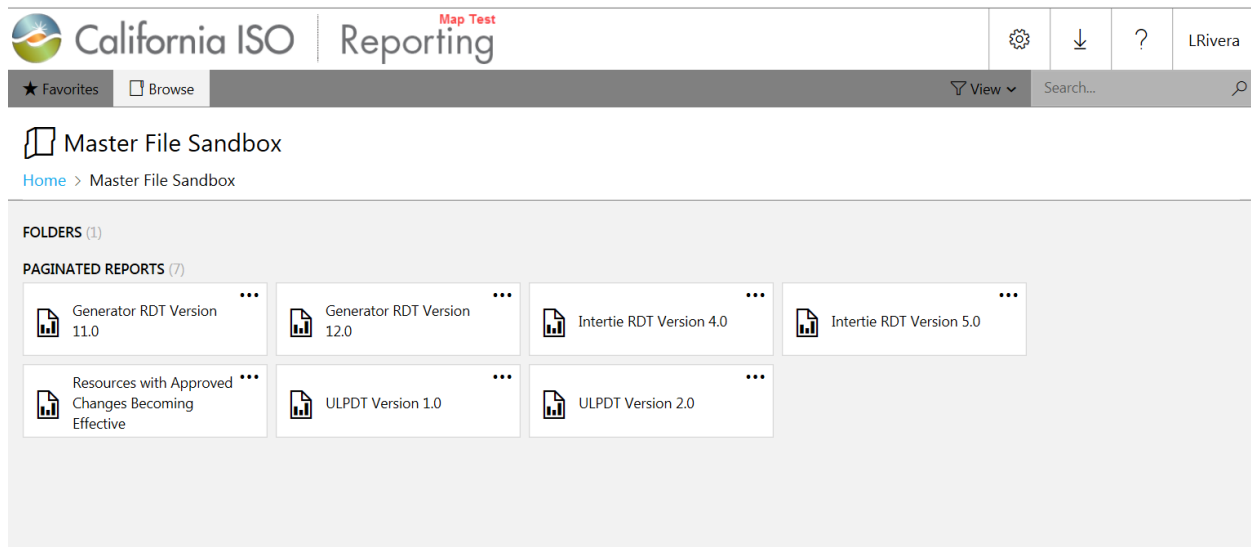 California ISO Reporting Map Test
LRivera
Favorites Browse View Search...
Master File Sandbox
Home > Master File Sandbox
FOLDERS (1)
PAGINATED REPORTS (7)
Generator RDT Version
11.0
Generator RDT Version
12.0
Intertie RDT Version 4.0
Intertie RDT Version 5.0
Resources with Approved
Changes Becoming
Effective
ULPDT Version 1.0
ULPDT Version 2.0